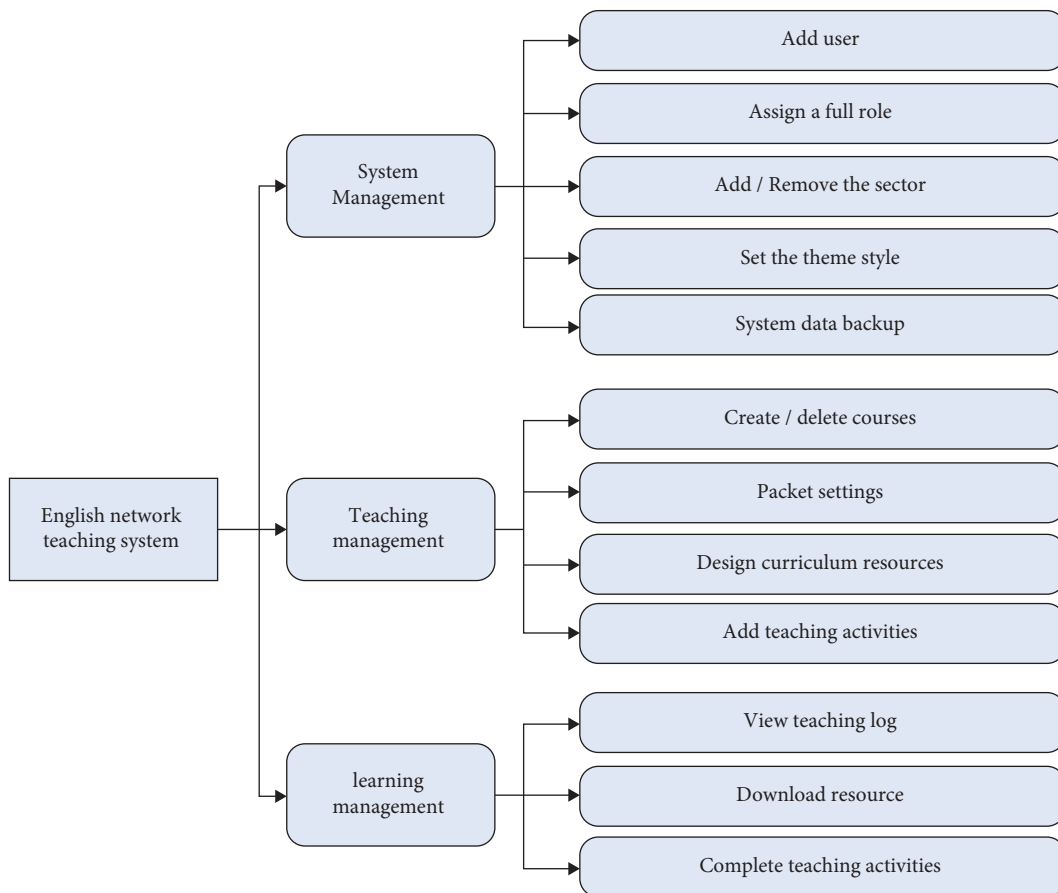 English network
teaching system
System
Management
Add user
Assign a full role
Add / Remove the sector
Set the theme style
System data backup
Teaching
management
Create / delete courses
Packet settings
Design curriculum resources
Add teaching activities
learning
management
View teaching log
Download resource
Complete teaching activities